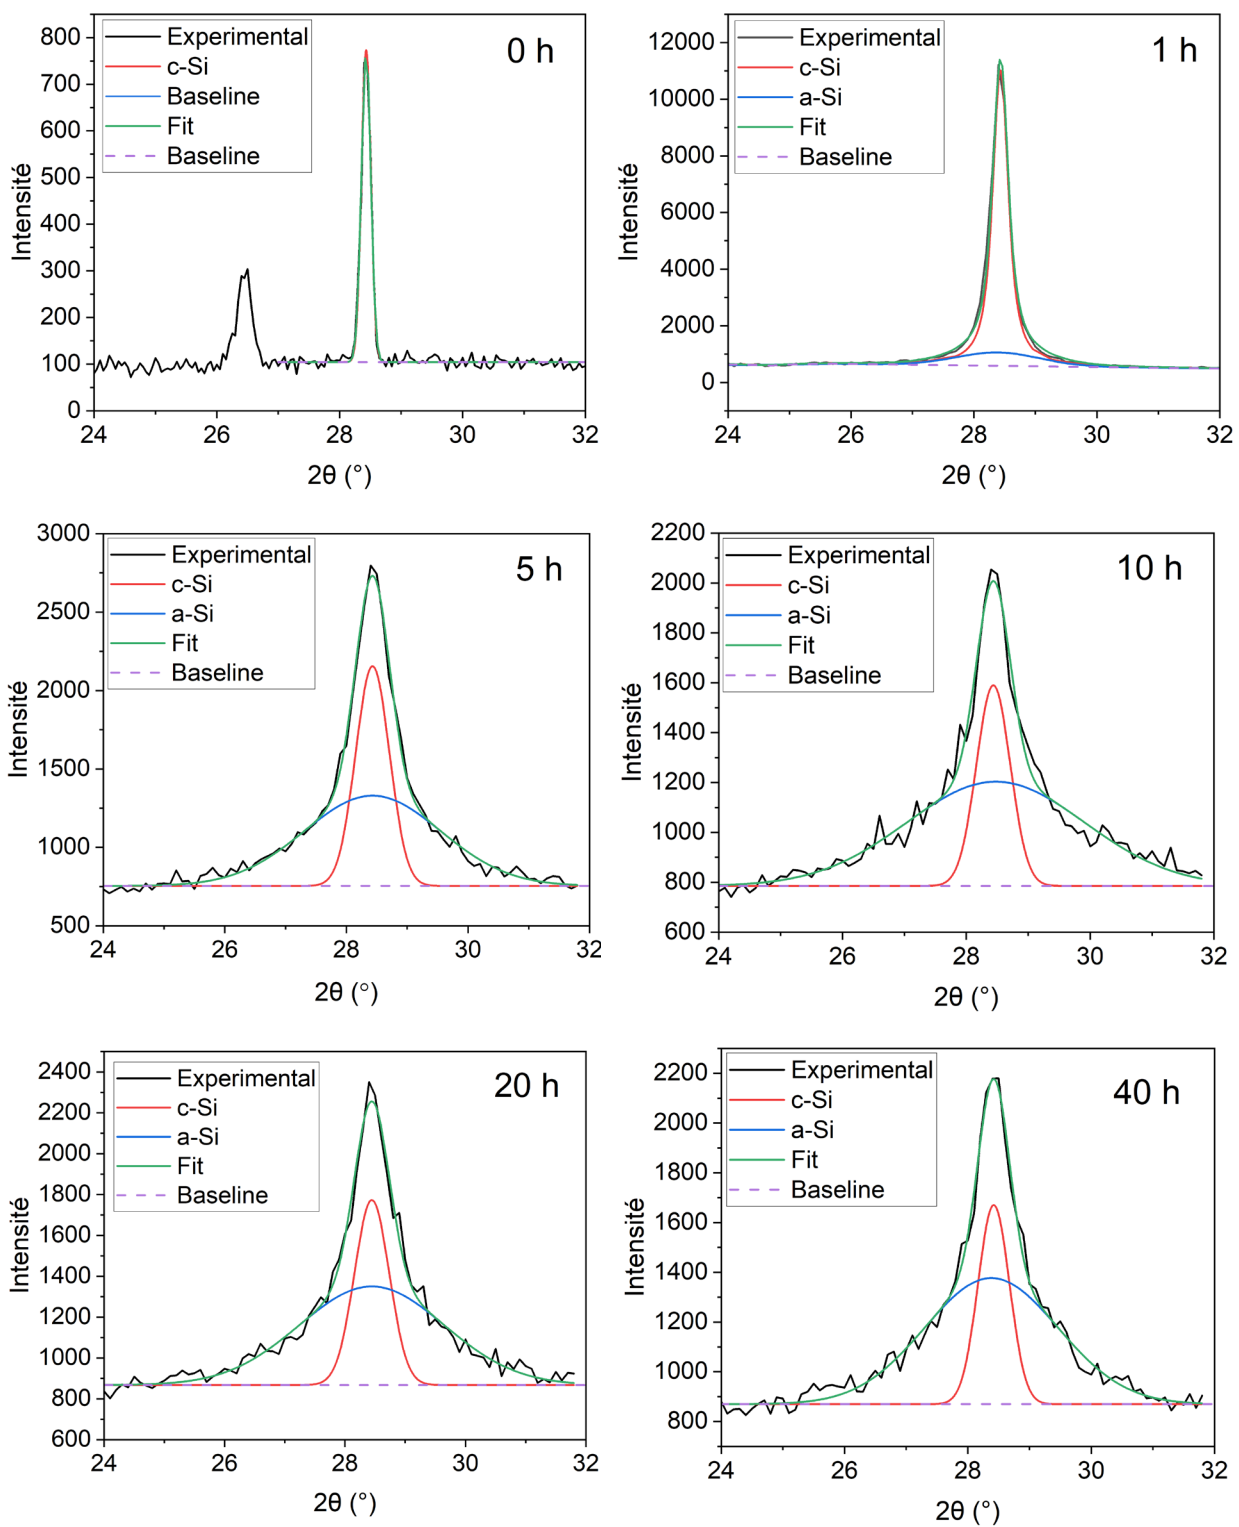 0 h
Experimental
c-Si
Baseline
Fit
Baseline
800
700
600
500
400
300
200
100
0
Intensité
24 26 28 30 32
2θ (°)
1 h
Experimental
c-Si
a-Si
Fit
Baseline
12000
10000
8000
6000
4000
2000
0
Intensité
24 26 28 30 32
2θ (°)
5 h
Experimental
c-Si
a-Si
Fit
Baseline
3000
2500
2000
1500
1000
500
Intensité
24 26 28 30 32
2θ (°)
10 h
Experimental
c-Si
a-Si
Fit
Baseline
2200
2000
1800
1600
1400
1200
1000
800
600
Intensité
24 26 28 30 32
2θ (°)
20 h
Experimental
c-Si
a-Si
Fit
Baseline
2400
2200
2000
1800
1600
1400
1200
1000
800
600
Intensité
24 26 28 30 32
2θ (°)
40 h
Experimental
c-Si
a-Si
Fit
Baseline
2200
2000
1800
1600
1400
1200
1000
800
Intensité
24 26 28 30 32
2θ (°)